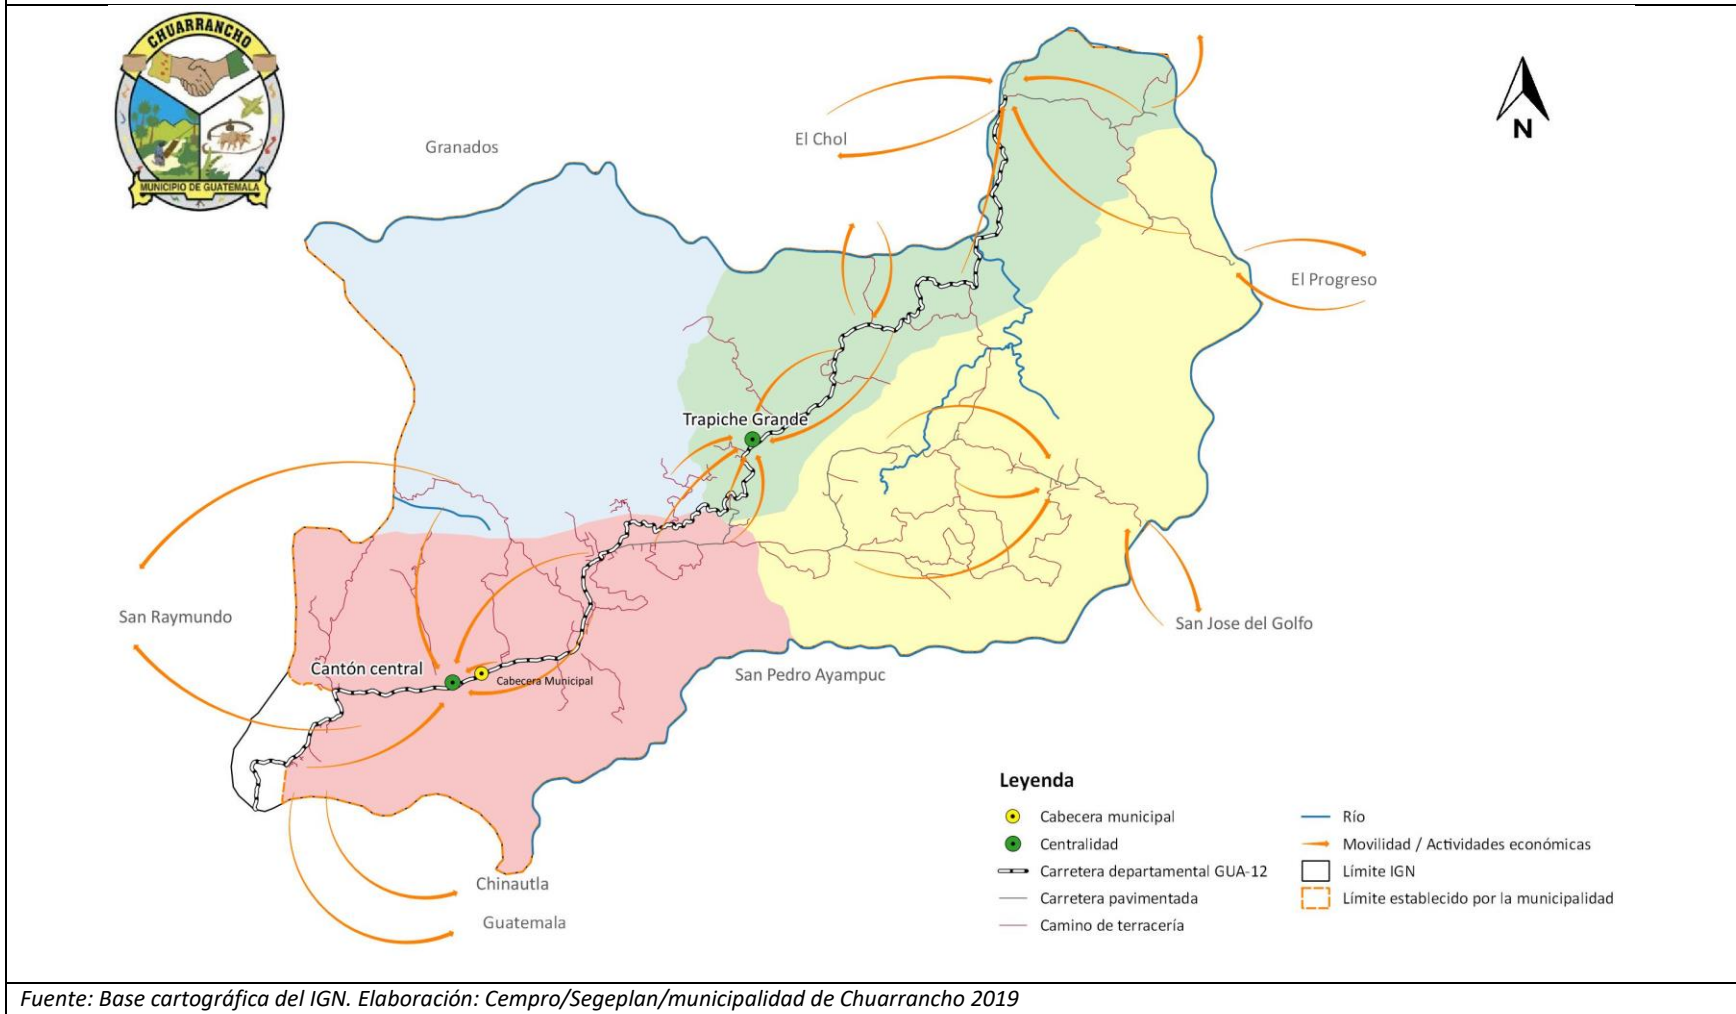 CHUARRANCHO
MUNICIPIO DE GUATEMALA
Granados
El Chol
N
El Progreso
Trapiche Grande
San Raymundo
Cantón central
Cabecera Municipal
San Jose del Golfo
San Pedro Ayampuc
Chinautla
Guatemala
Leyenda
Cabecera municipal
Centralidad
Carretera departamental GUA-12
Carretera pavimentada
Camino de terracería
Río
Movilidad / Actividades económicas
Límite IGN
Límite establecido por la municipalidad
Fuente: Base cartográfica del IGN. Elaboración: Cempro/Segeplan/municipalidad de Chuarrancho 2019